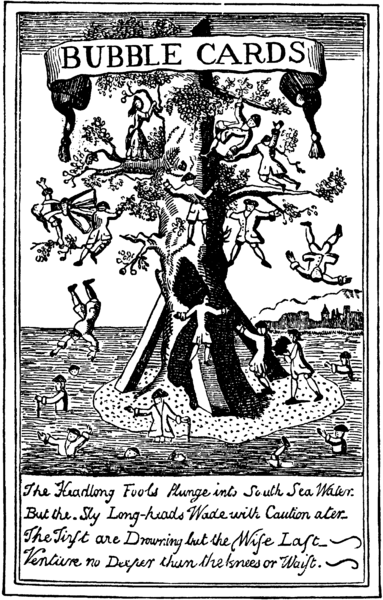 BUBBLE CARDS
The Headlong Fools Plunge into South Sea Water.
But the Sly Long-heads Wade with Caution ater.
The First are Drowning but the Wise Last
Venture no Deeper than the knees or Waist.